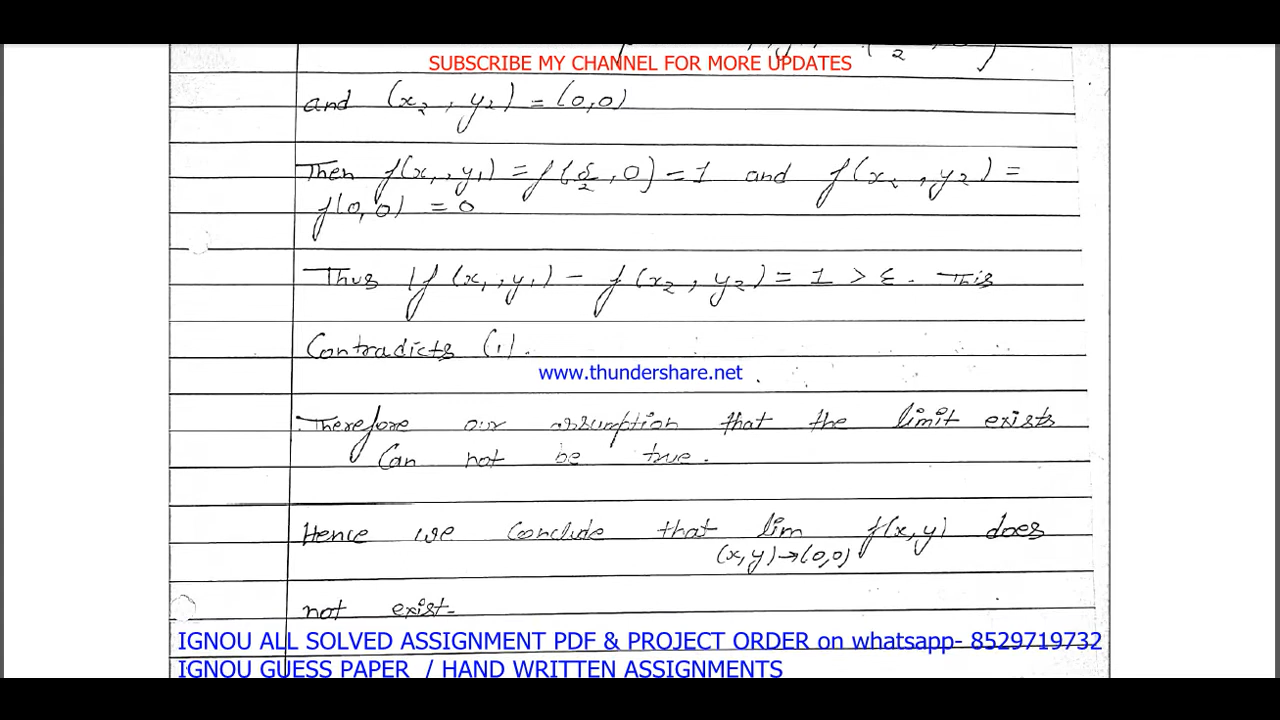 SUBSCRIBE MY CHANNEL FOR MORE UPDATES
and (x₂, y₂) = (0,0)
Then f(x₁, y₁) = f(δ/2, 0) = 1 and f(x₂, y₂) =
f(0, 0) = 0
Thus |f(x₁, y₁) - f(x₂, y₂) = 1 > ε. This
Contradicts (1).
www.thundershare.net
Therefore our assumption that the limit exists
Can not be true.
Hence we conclude that lim f(x,y) does
(x,y)→(0,0)
not exist-
IGNOU ALL SOLVED ASSIGNMENT PDF & PROJECT ORDER on whatsapp- 8529719732
IGNOU GUESS PAPER / HAND WRITTEN ASSIGNMENTS